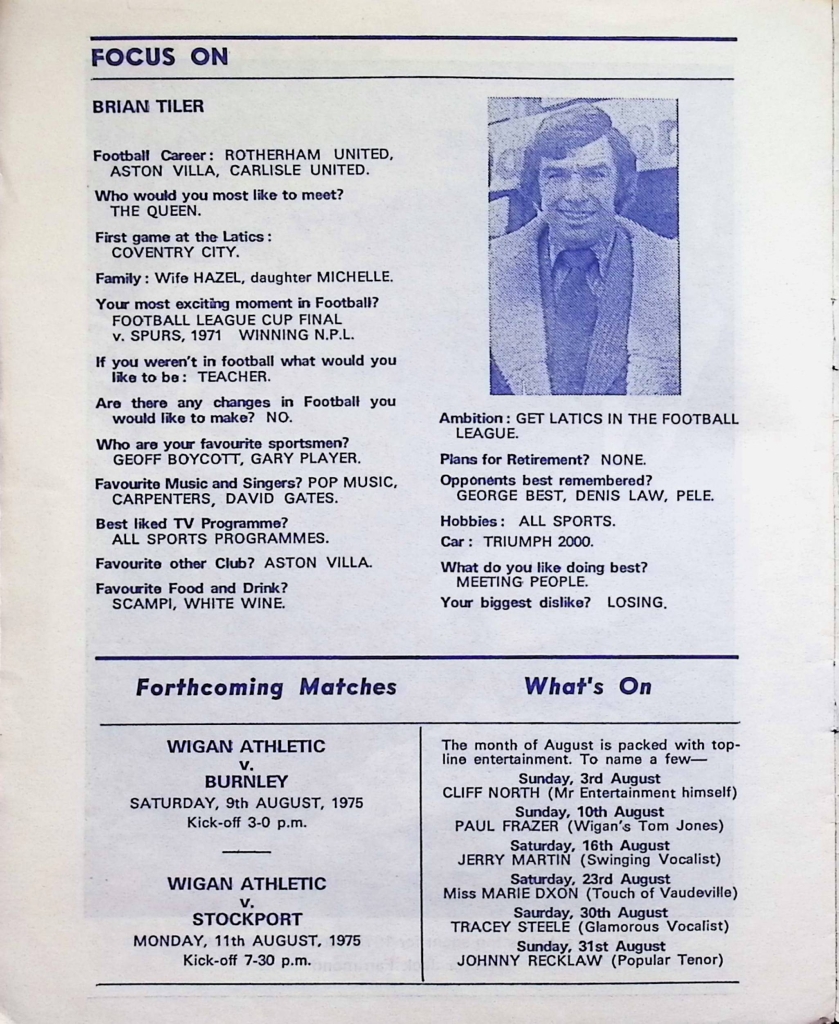 FOCUS ON
BRIAN TILER
Football Career: ROTHERHAM UNITED,
ASTON VILLA, CARLISLE UNITED.
Who would you most like to meet?
THE QUEEN.
First game at the Latics:
COVENTRY CITY.
Family: Wife HAZEL, daughter MICHELLE.
Your most exciting moment in Football?
FOOTBALL LEAGUE CUP FINAL
v. SPURS, 1971 WINNING N.P.L.
If you weren't in football what would you
like to be: TEACHER.
Are there any changes in Football you
would like to make? NO.
Who are your favourite sportsmen?
GEOFF BOYCOTT, GARY PLAYER.
Favourite Music and Singers? POP MUSIC,
CARPENTERS, DAVID GATES.
Best liked TV Programme?
ALL SPORTS PROGRAMMES.
Favourite other Club? ASTON VILLA.
Favourite Food and Drink?
SCAMPI, WHITE WINE.
Ambition: GET LATICS IN THE FOOTBALL
LEAGUE.
Plans for Retirement? NONE.
Opponents best remembered?
GEORGE BEST, DENIS LAW, PELE.
Hobbies: ALL SPORTS.
Car: TRIUMPH 2000.
What do you like doing best?
MEETING PEOPLE.
Your biggest dislike? LOSING.
Forthcoming Matches
WIGAN ATHLETIC
v.
BURNLEY
SATURDAY, 9th AUGUST, 1975
Kick-off 3-0 p.m.
WIGAN ATHLETIC
v.
STOCKPORT
MONDAY, 11th AUGUST, 1975
Kick-off 7-30 p.m.
What's On
The month of August is packed with top-
line entertainment. To name a few—
Sunday, 3rd August
CLIFF NORTH (Mr Entertainment himself)
Sunday, 10th August
PAUL FRAZER (Wigan's Tom Jones)
Saturday, 16th August
JERRY MARTIN (Swinging Vocalist)
Saturday, 23rd August
Miss MARIE DXON (Touch of Vaudeville)
Saurday, 30th August
TRACEY STEELE (Glamorous Vocalist)
Sunday, 31st August
JOHNNY RECKLAW (Popular Tenor)